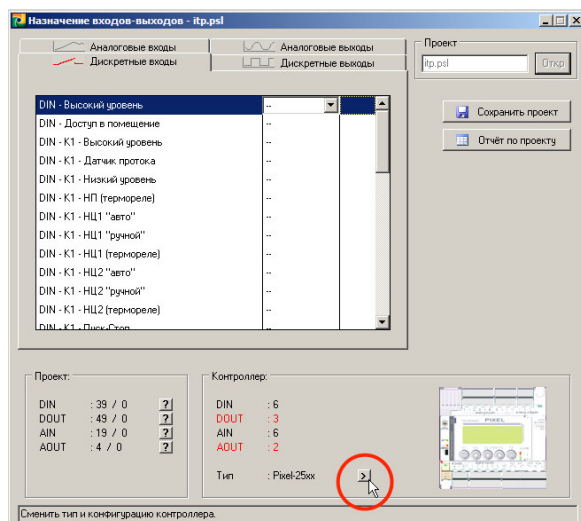 Назначение входов-выходов - itp.psl
Аналоговые входы
Аналоговые выходы
Дискретные входы
Дискретные выходы
Проект
itp.psl
Откр
Сохранить проект
Отчёт по проекту
DIN - Высокий уровень --
DIN - Доступ в помещение --
DIN - К1 - Высокий уровень --
DIN - К1 - Датчик протока --
DIN - К1 - Низкий уровень --
DIN - К1 - НП (термореле) --
DIN - К1 - НЦ1 "авто" --
DIN - К1 - НЦ1 "ручной" --
DIN - К1 - НЦ1 (термореле) --
DIN - К1 - НЦ2 "авто" --
DIN - К1 - НЦ2 "ручной" --
DIN - К1 - НЦ2 (термореле) --
DIN - К1 - Пуск-Стоп --
Проект:
DIN : 39 / 0 ?
DOUT : 49 / 0 ?
AIN : 19 / 0 ?
AOUT : 4 / 0 ?
Контроллер:
DIN : 6
DOUT : 3
AIN : 6
AOUT : 2
Тип : Pixel-25xx >
PIXEL
Сменить тип и конфигурацию контроллера.